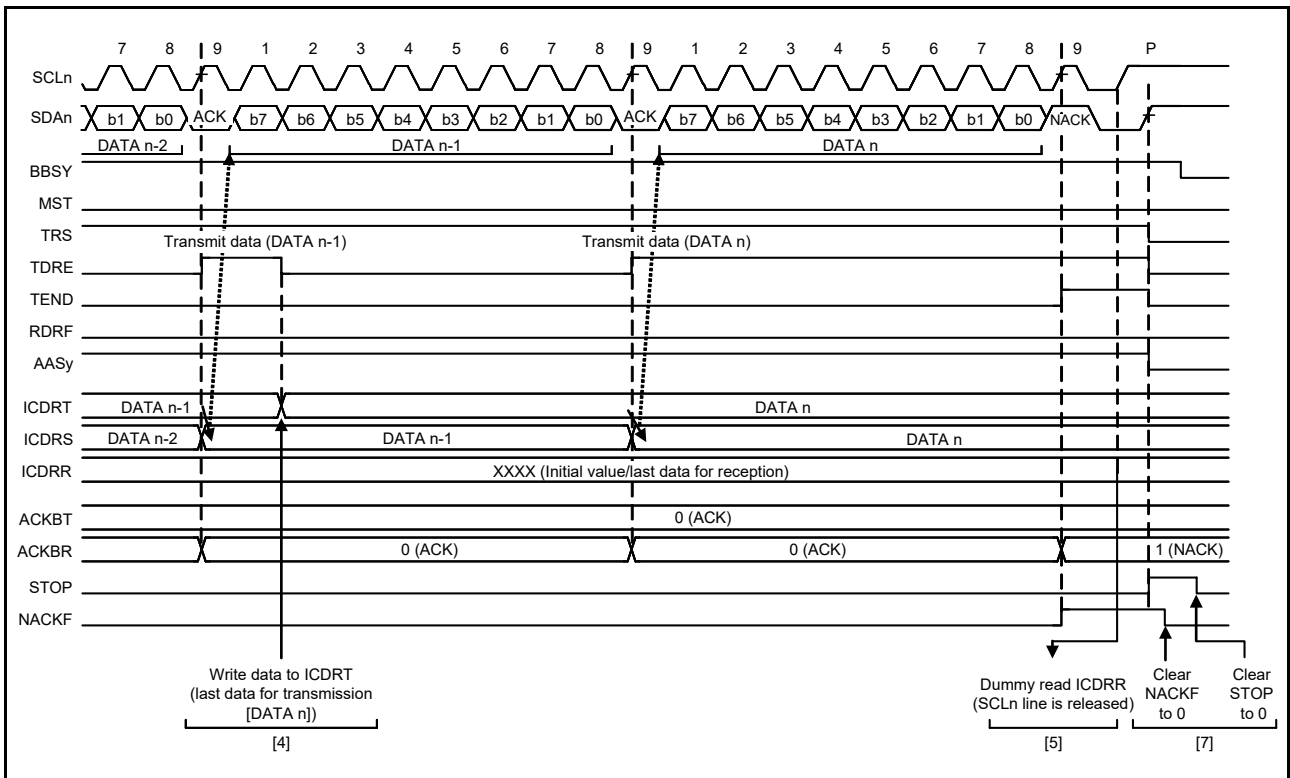 7 8 9 1 2 3 4 5 6 7 8 9 1 2 3 4 5 6 7 8 9 P
SCLn
SDAn b1 b0 ACK b7 b6 b5 b4 b3 b2 b1 b0 ACK b7 b6 b5 b4 b3 b2 b1 b0 NACK
DATA n-2 DATA n-1 DATA n
BBSY
MST
TRS
Transmit data (DATA n-1) Transmit data (DATA n)
TDRE
TEND
RDRF
AASy
ICDRT DATA n-1 DATA n
ICDRS DATA n-2 DATA n-1 DATA n
ICDRR XXXX (Initial value/last data for reception)
ACKBT 0 (ACK)
ACKBR 0 (ACK) 0 (ACK) 1 (NACK)
STOP
NACKF
Write data to ICDRT
(last data for transmission
[DATA n])
[4]
Dummy read ICDRR
(SCLn line is released)
[5]
Clear
NACKF
to 0
Clear
STOP
to 0
[7]